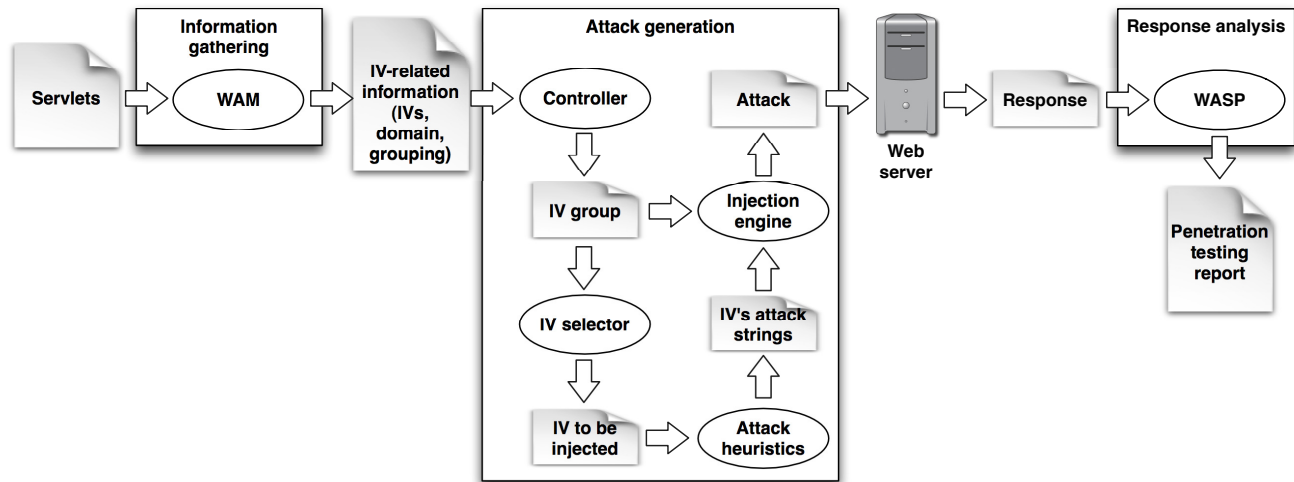 Information
gathering
Servlets
WAM
IV-related
information
(IVs,
domain,
grouping)
Attack generation
Controller
IV group
IV selector
IV to be
injected
Attack
heuristics
IV's attack
strings
Injection
engine
Attack
Web
server
Response
Response analysis
WASP
Penetration
testing
report